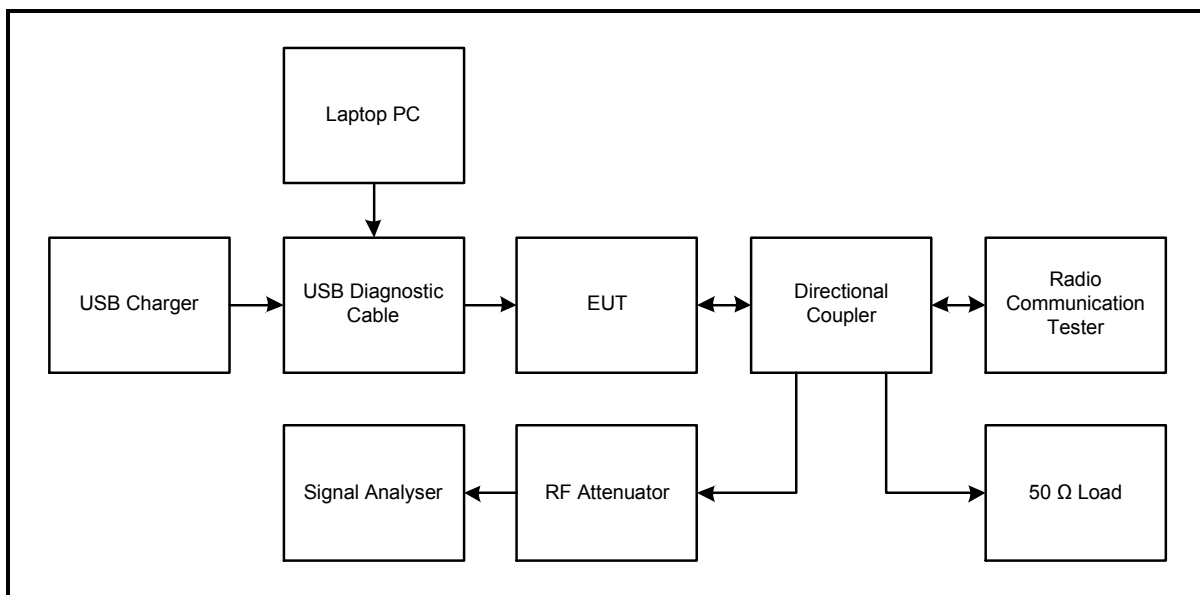 Laptop PC
USB Charger
USB Diagnostic
Cable
EUT
Directional
Coupler
Radio
Communication
Tester
Signal Analyser
RF Attenuator
50 Ω Load